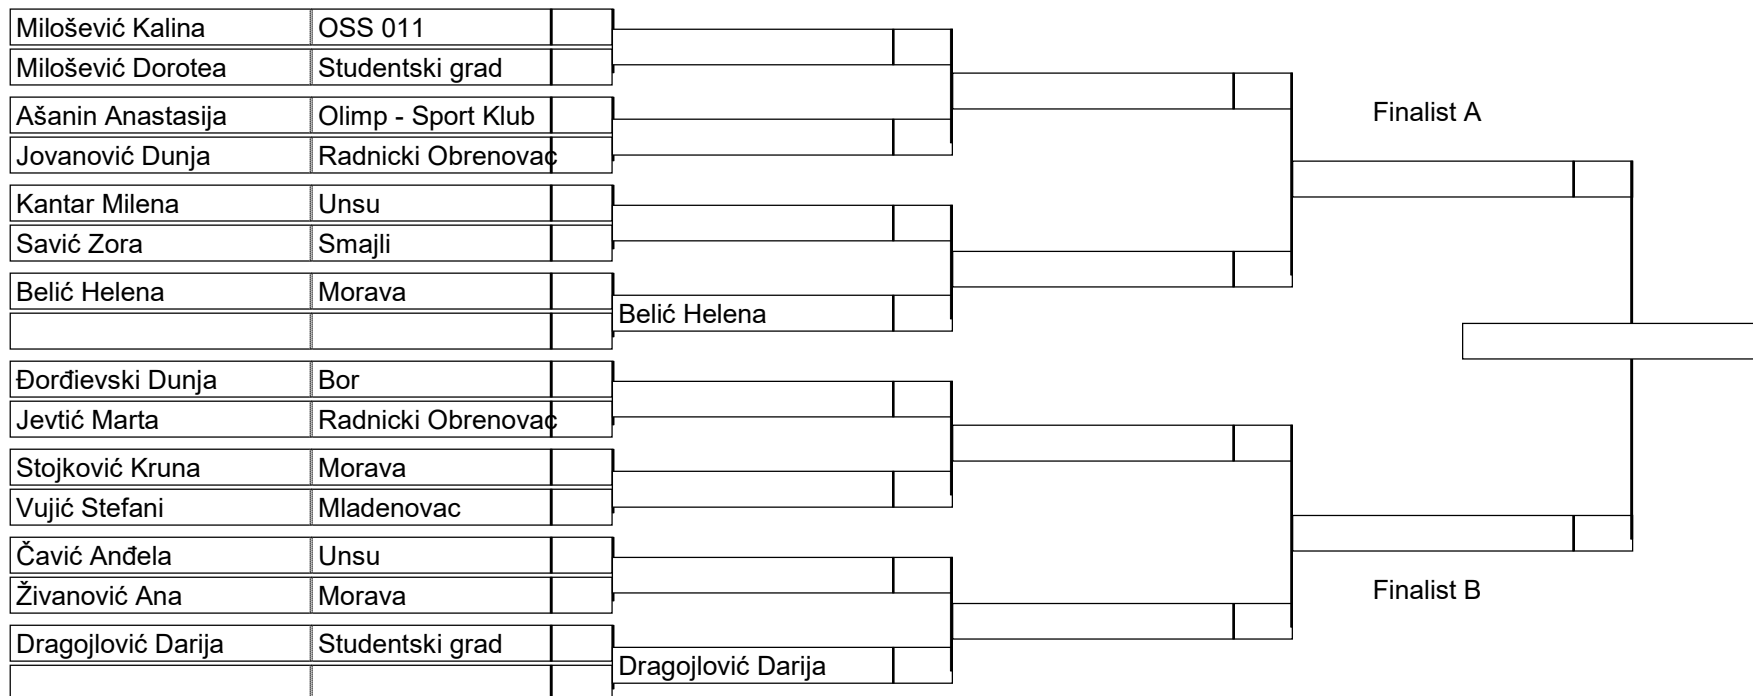 Milošević Kalina OSS 011
Milošević Dorotea Studentski grad
Ašanin Anastasija Olimp - Sport Klub
Jovanović Dunja Radnicki Obrenovac
Kantar Milena Unsu
Savić Zora Smajli
Belić Helena Morava
Belić Helena
Đorđievski Dunja Bor
Jevtić Marta Radnicki Obrenovac
Stojković Kruna Morava
Vujić Stefani Mladenovac
Čavić Anđela Unsu
Živanović Ana Morava
Dragojlović Darija Studentski grad
Dragojlović Darija
Finalist A
Finalist B